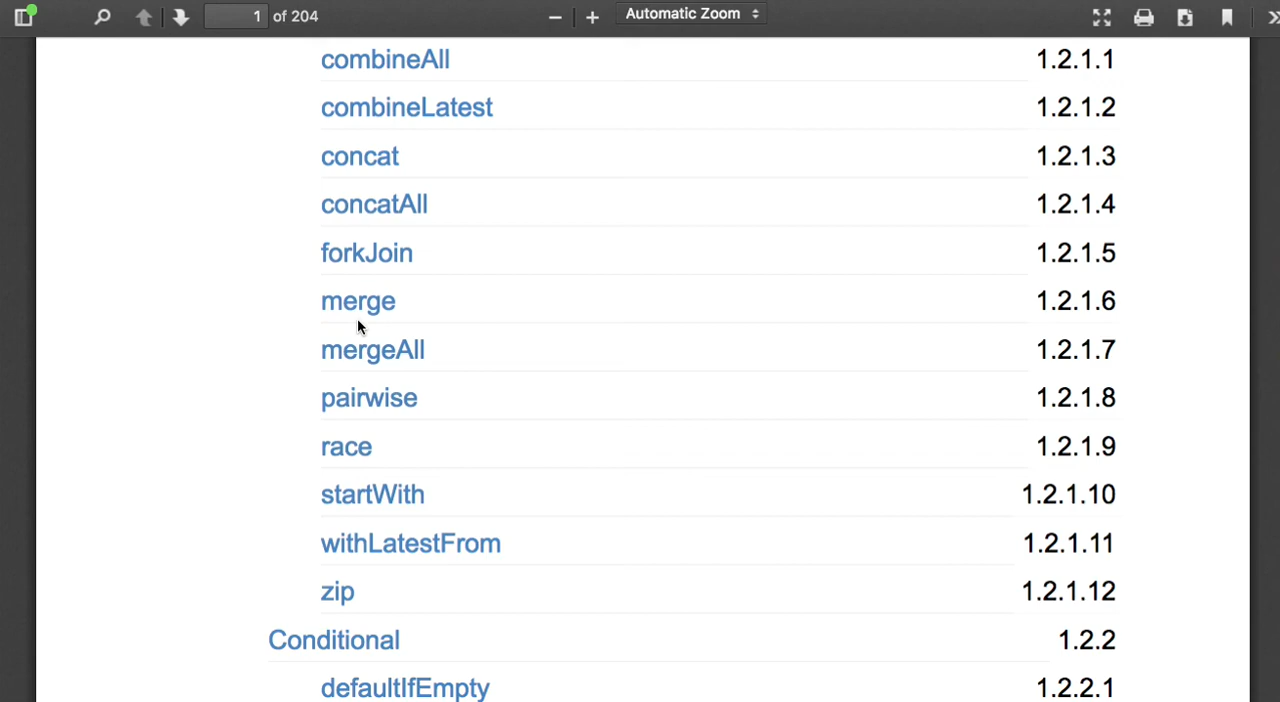 1 of 204 Automatic Zoom
combineAll 1.2.1.1
combineLatest 1.2.1.2
concat 1.2.1.3
concatAll 1.2.1.4
forkJoin 1.2.1.5
merge 1.2.1.6
mergeAll 1.2.1.7
pairwise 1.2.1.8
race 1.2.1.9
startWith 1.2.1.10
withLatestFrom 1.2.1.11
zip 1.2.1.12
Conditional 1.2.2
defaultIfEmpty 1.2.2.1